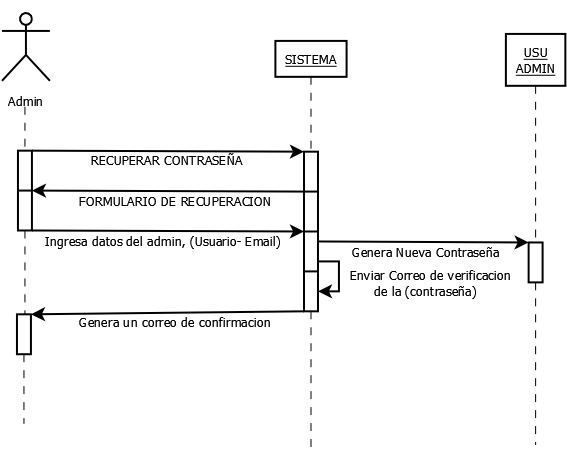 SISTEMA
USU
ADMIN
Admin
RECUPERAR CONTRASEÑA
FORMULARIO DE RECUPERACION
Ingresa datos del admin, (Usuario- Email)
Genera Nueva Contraseña
Enviar Correo de verificacion
de la (contraseña)
Genera un correo de confirmacion